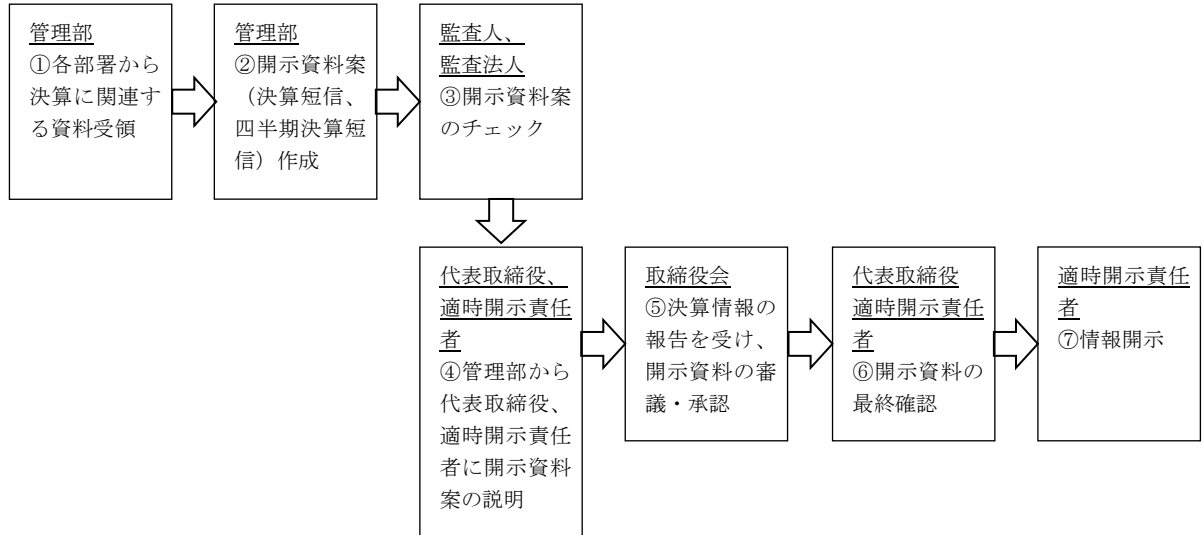 管理部
①各部署から
決算に関連す
る資料受領
管理部
②開示資料案
（決算短信、
四半期決算短
信）作成
監査人、
監査法人
③開示資料案
のチェック
代表取締役、
適時開示責任
者
④管理部から
代表取締役、
適時開示責任
者に開示資料
案の説明
取締役会
⑤決算情報の
報告を受け、
開示資料の審
議・承認
代表取締役
適時開示責任
者
⑥開示資料の
最終確認
適時開示責任
者
⑦情報開示